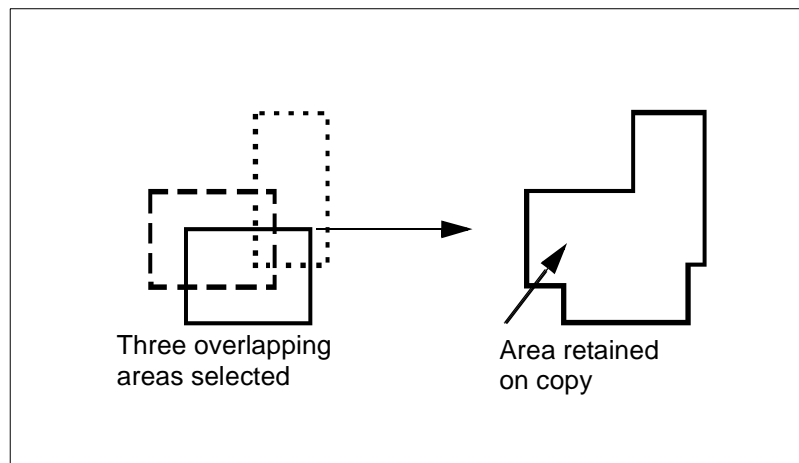 Three overlapping
areas selected
Area retained
on copy